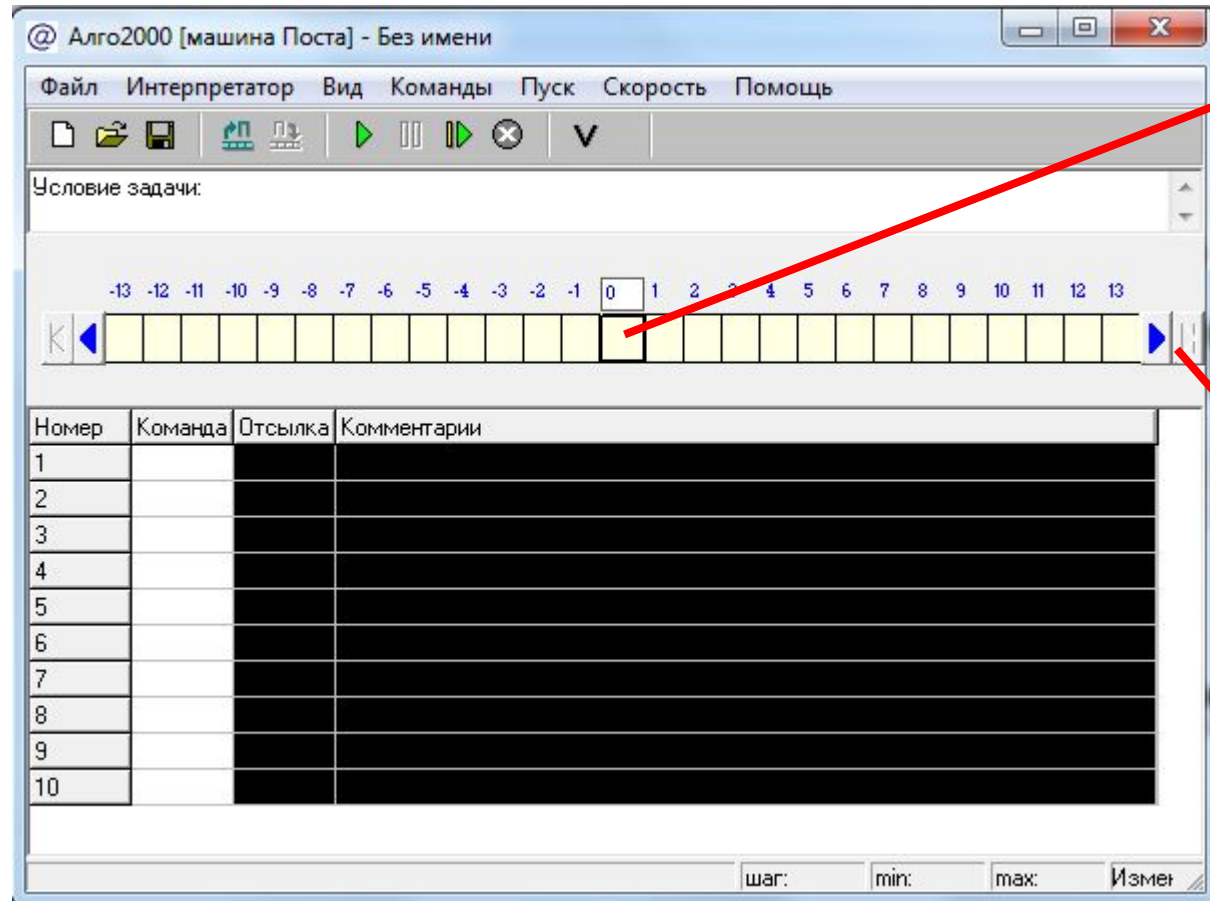 @ Алго2000 [машина Поста] - Без имени
Файл Интерпретатор Вид Команды Пуск Скорость Помощь
V
Условие задачи:
-13 -12 -11 -10 -9 -8 -7 -6 -5 -4 -3 -2 -1 0 1 2 3 4 5 6 7 8 9 10 11 12 13
Номер Команда Отсылка Комментарии
1
2
3
4
5
6
7
8
9
10
шаг: min: max: Измен